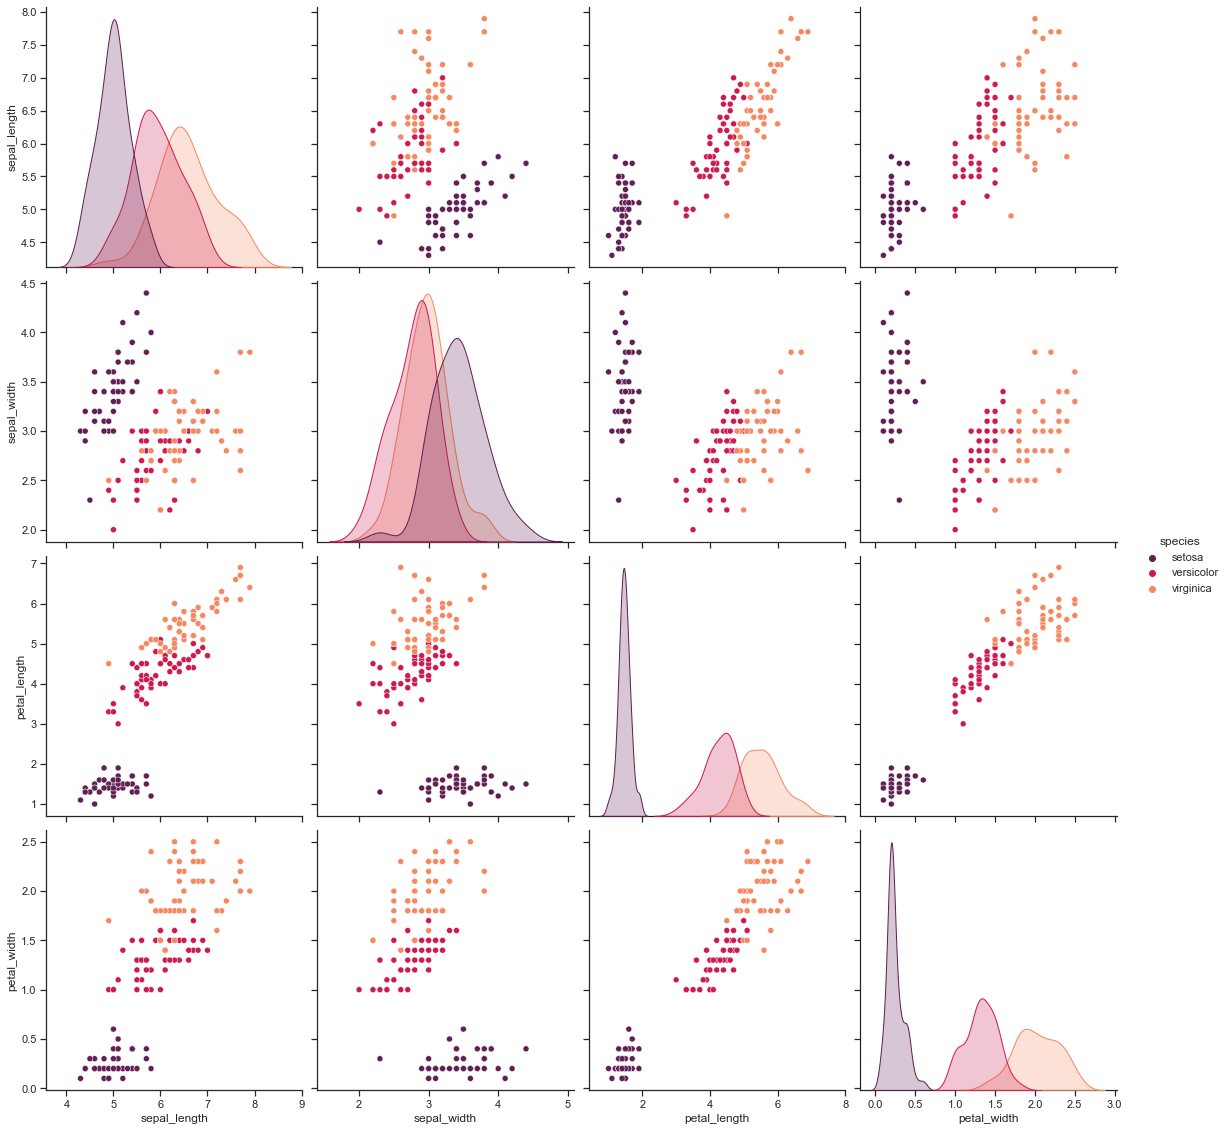 8.0
7.5
7.0
6.5
6.0
5.5
5.0
4.5
sepal_length
4.5
4.0
3.5
3.0
2.5
2.0
sepal_width
species
setosa
versicolor
virginica
7
6
5
4
3
2
1
petal_length
2.5
2.0
1.5
1.0
0.5
0.0
petal_width
4 5 6 7 8 9
sepal_length
2 3 4 5
sepal_width
2 4 6 8
petal_length
0.0 0.5 1.0 1.5 2.0 2.5 3.0
petal_width